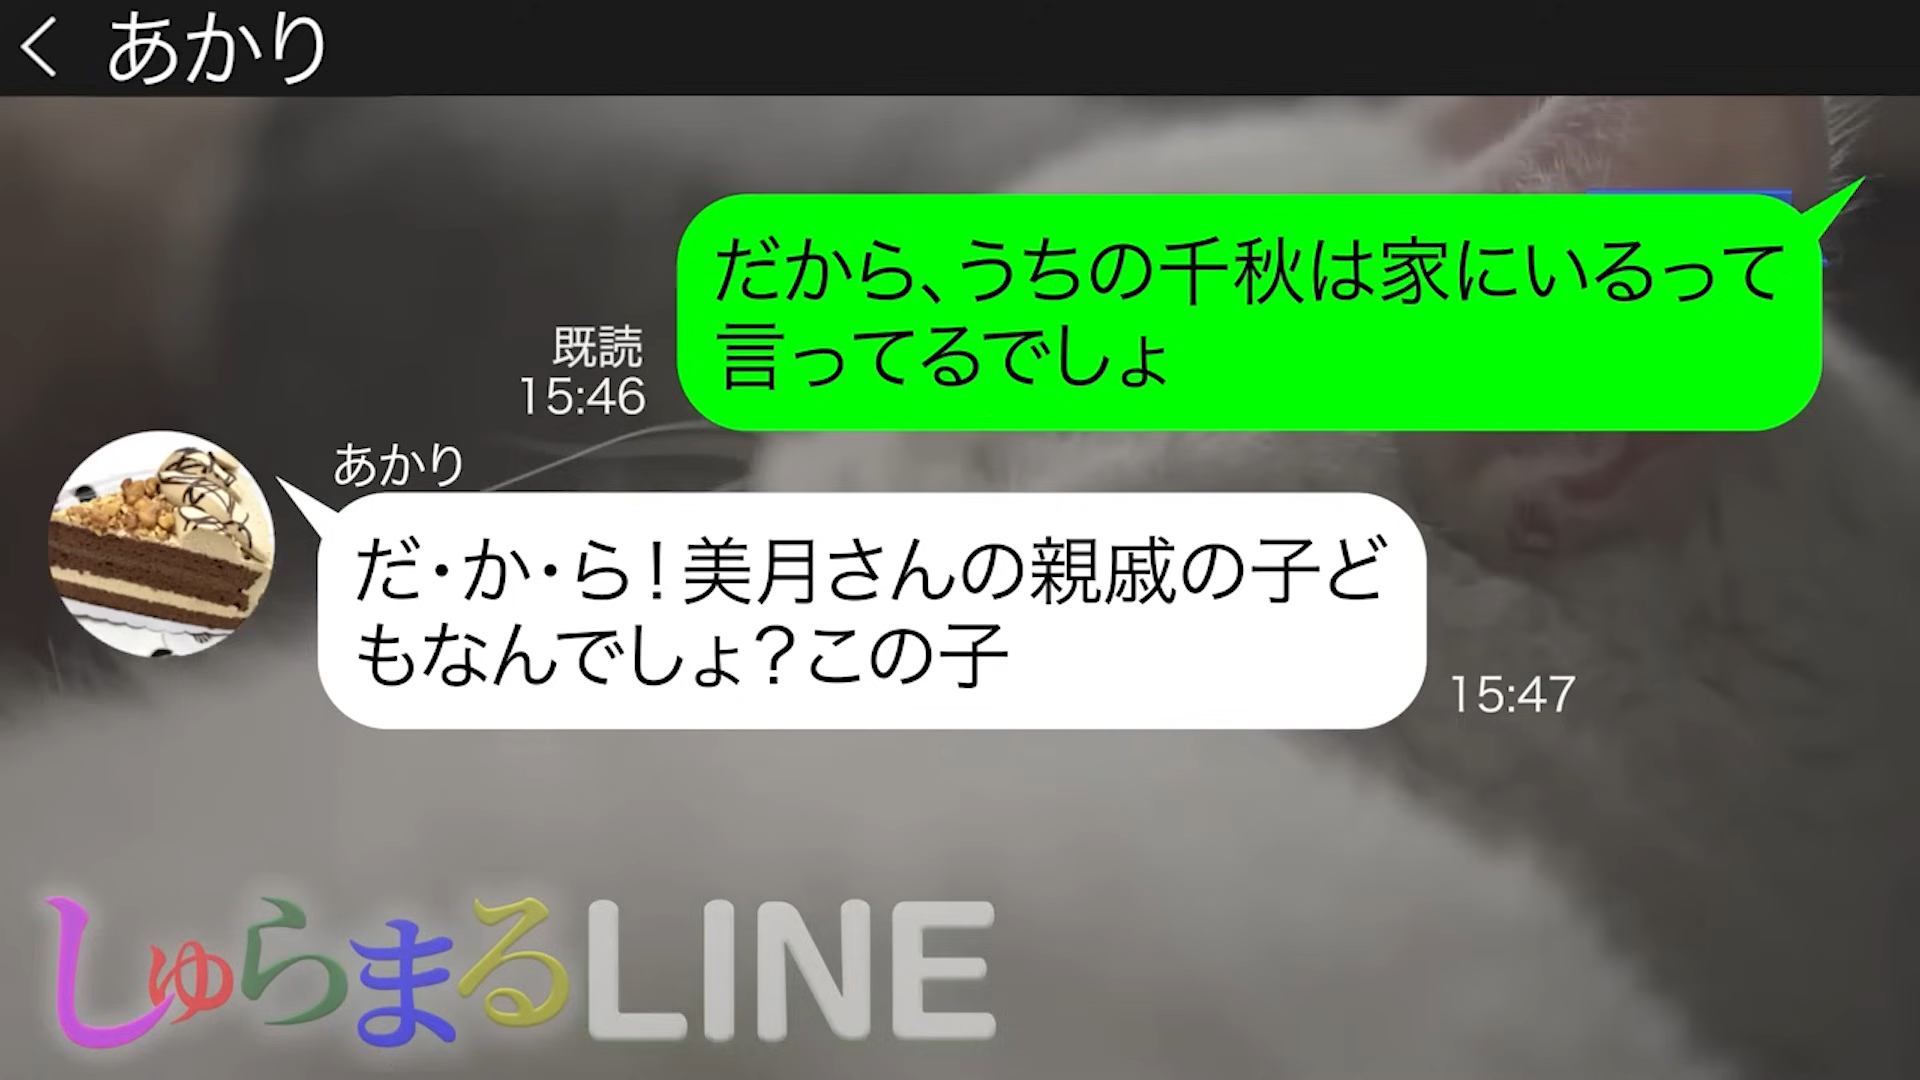 あかり
だから、うちの千秋は家にいるって
言ってるでしょ
既読
15:46
あかり
だ・か・ら！美月さんの親戚の子ど
もなんでしょ？この子
15:47
しゅらまるLINE